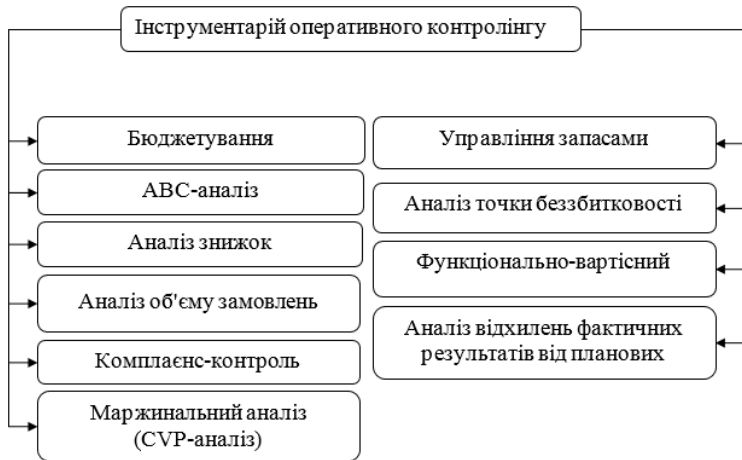 Інструментарій оперативного контролінгу
Бюджетування
АВС-аналіз
Аналіз знижок
Аналіз об'єму замовлень
Комплаєнс-контроль
Маржинальний аналіз
(CVP-аналіз)
Управління запасами
Аналіз точки беззбитковості
Функціонально-вартісний
Аналіз відхилень фактичних
результатів від планових